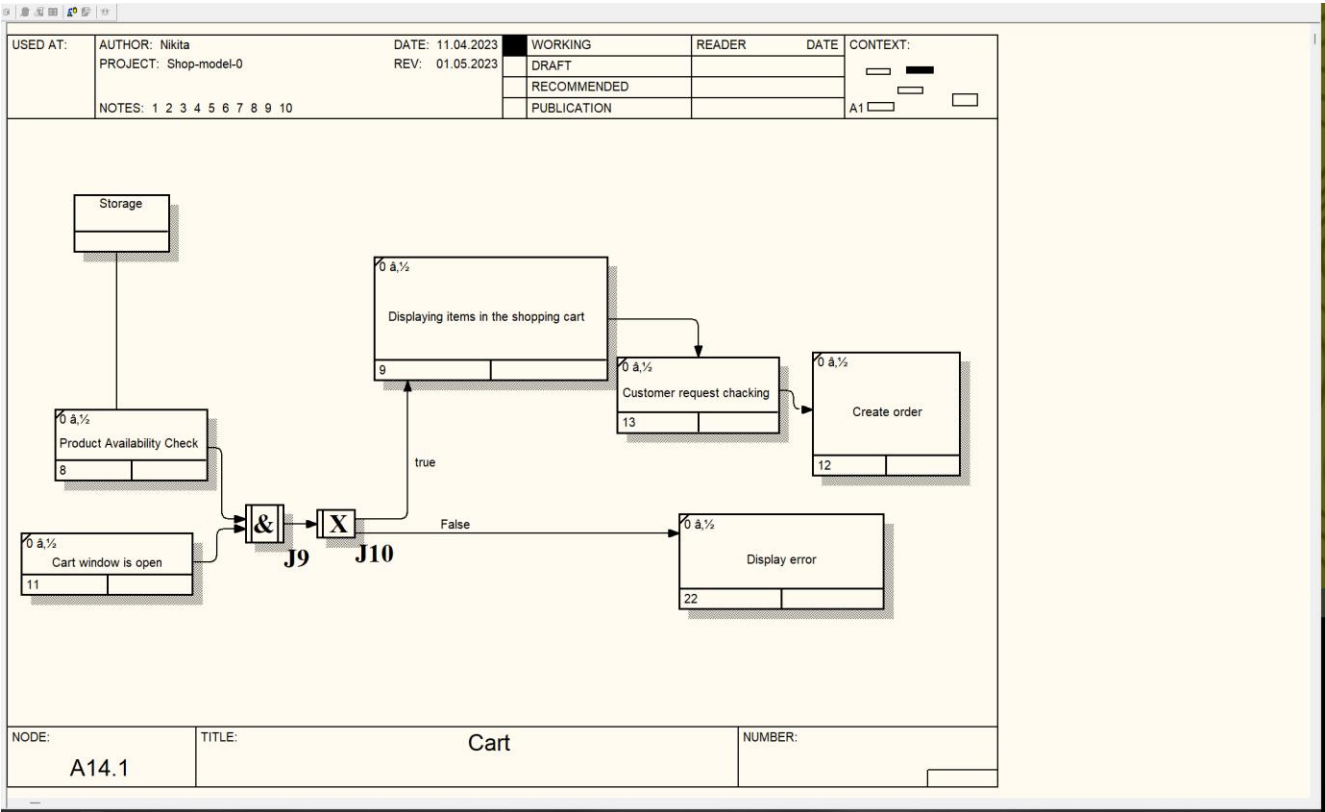 USED AT:
AUTHOR: Nikita
DATE: 11.04.2023
PROJECT: Shop-model-0
REV: 01.05.2023
NOTES: 1 2 3 4 5 6 7 8 9 10
WORKING
DRAFT
RECOMMENDED
PUBLICATION
READER DATE
CONTEXT:
A1
Storage
0 â‚½
Displaying items in the shopping cart
9
0 â‚½
Customer request chacking
13
0 â‚½
Create order
12
0 â‚½
Product Availability Check
8
true
&
J9
X
J10
False
0 â‚½
Cart window is open
11
0 â‚½
Display error
22
NODE:
A14.1
TITLE:
Cart
NUMBER: